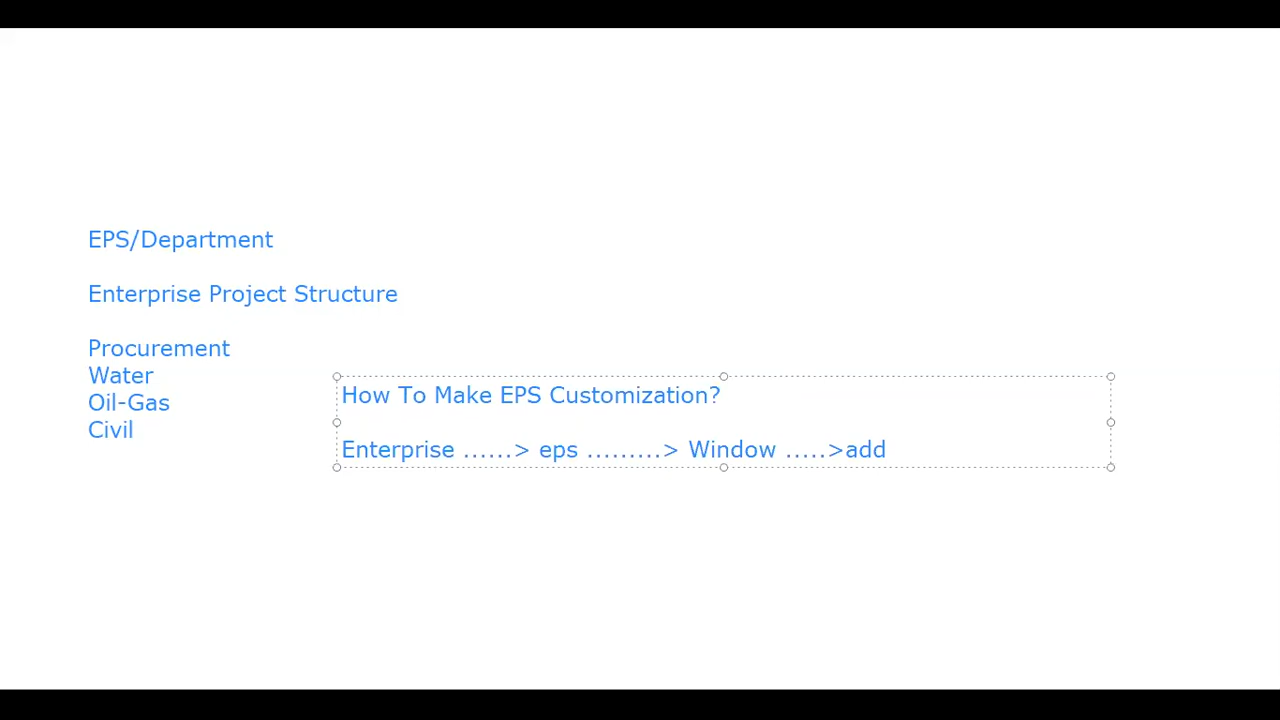 EPS/Department
Enterprise Project Structure
Procurement
Water
Oil-Gas
Civil
How To Make EPS Customization?
Enterprise ......> eps .........> Window .....>add